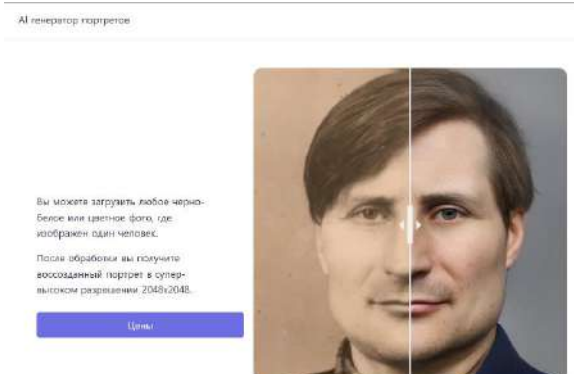 AI генератор портретов
Вы можете загрузить любое черно-
белое или цветное фото, где
изображен один человек.
После обработки вы получите
воссозданный портрет в супер-
высоком разрешении 2048x2048.
Цены